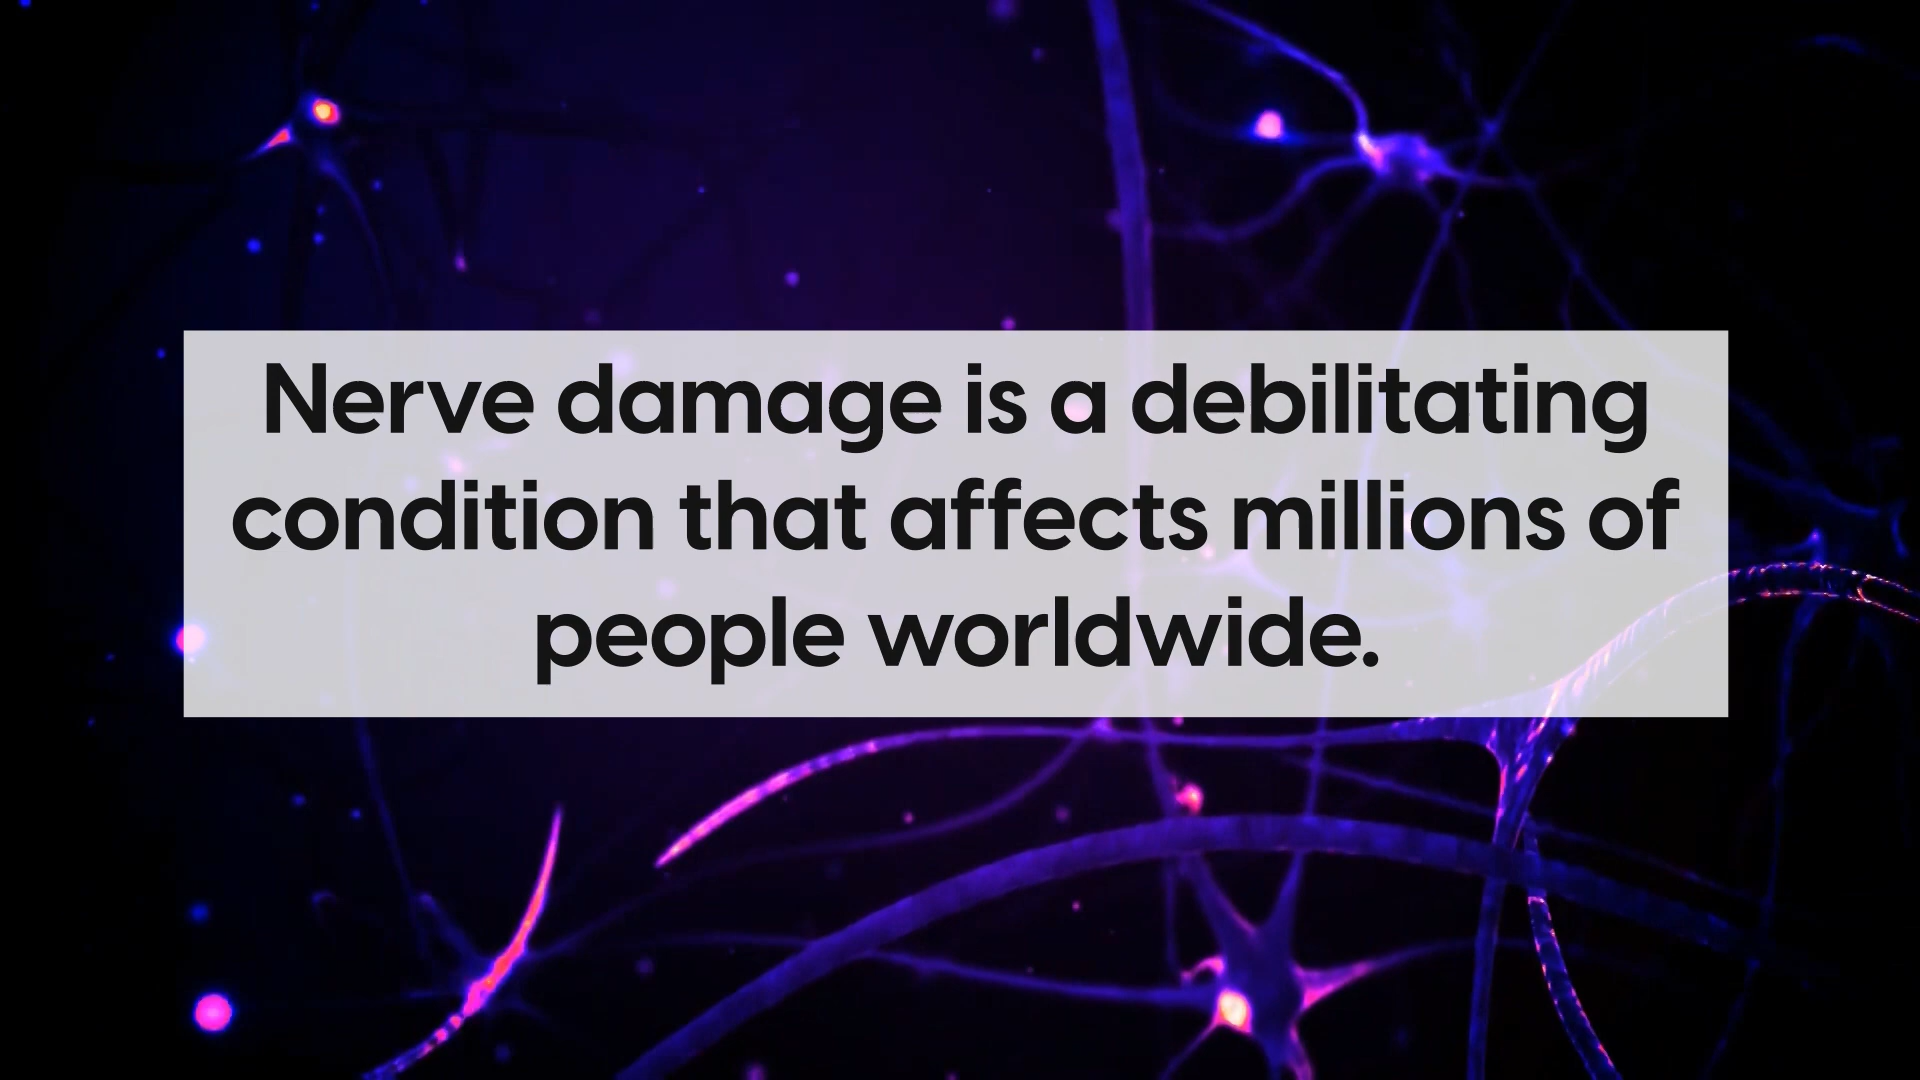 Nerve damage is a debilitating
condition that affects millions of
people worldwide.